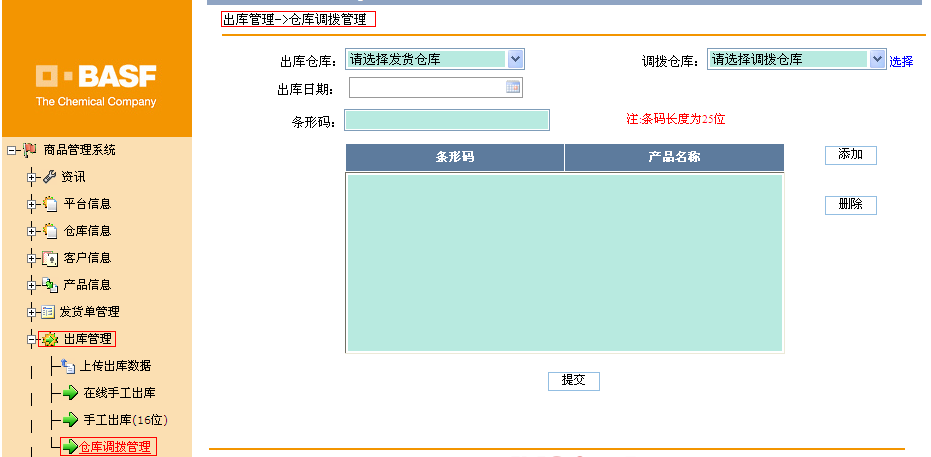 BASF
The Chemical Company
商品管理系统
资讯
平台信息
仓库信息
客户信息
产品信息
发货单管理
出库管理
上传出库数据
在线手工出库
手工出库(16位)
仓库调拨管理
出库管理->仓库调拨管理
出库仓库： 请选择发货仓库 调拨仓库： 请选择调拨仓库 选择
出库日期：
条形码： 注:条码长度为25位
条形码 产品名称 添加
删除
提交